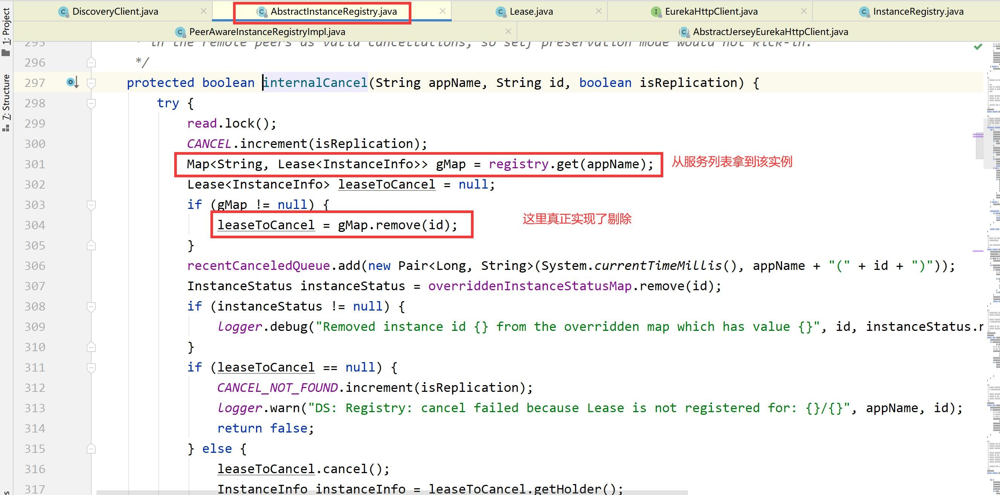 DiscoveryClient.java
AbstractInstanceRegistry.java
Lease.java
EurekaHttpClient.java
InstanceRegistry.java
PeerAwareInstanceRegistryImpl.java
AbstractJerseyEurekaHttpClient.java
1: Project
7: Structure
295 * in the remote peers as valid cancellations, so self preservation mode would not kick-in.
296 */
297 protected boolean internalCancel(String appName, String id, boolean isReplication) {
298 try {
299 read.lock();
300 CANCEL.increment(isReplication);
301 Map<String, Lease<InstanceInfo>> gMap = registry.get(appName); 从服务列表拿到该实例
302 Lease<InstanceInfo> leaseToCancel = null;
303 if (gMap != null) {
304 leaseToCancel = gMap.remove(id); 这里真正实现了剔除
305 }
306 recentCanceledQueue.add(new Pair<Long, String>(System.currentTimeMillis(), appName + "(" + id + ")"));
307 InstanceStatus instanceStatus = overriddenInstanceStatusMap.remove(id);
308 if (instanceStatus != null) {
309 logger.debug("Removed instance id {} from the overridden map which has value {}", id, instanceStatus.
310 }
311 if (leaseToCancel == null) {
312 CANCEL_NOT_FOUND.increment(isReplication);
313 logger.warn("DS: Registry: cancel failed because Lease is not registered for: {}/{}", appName, id);
314 return false;
315 } else {
316 leaseToCancel.cancel();
317 InstanceInfo instanceInfo = leaseToCancel.getHolder();